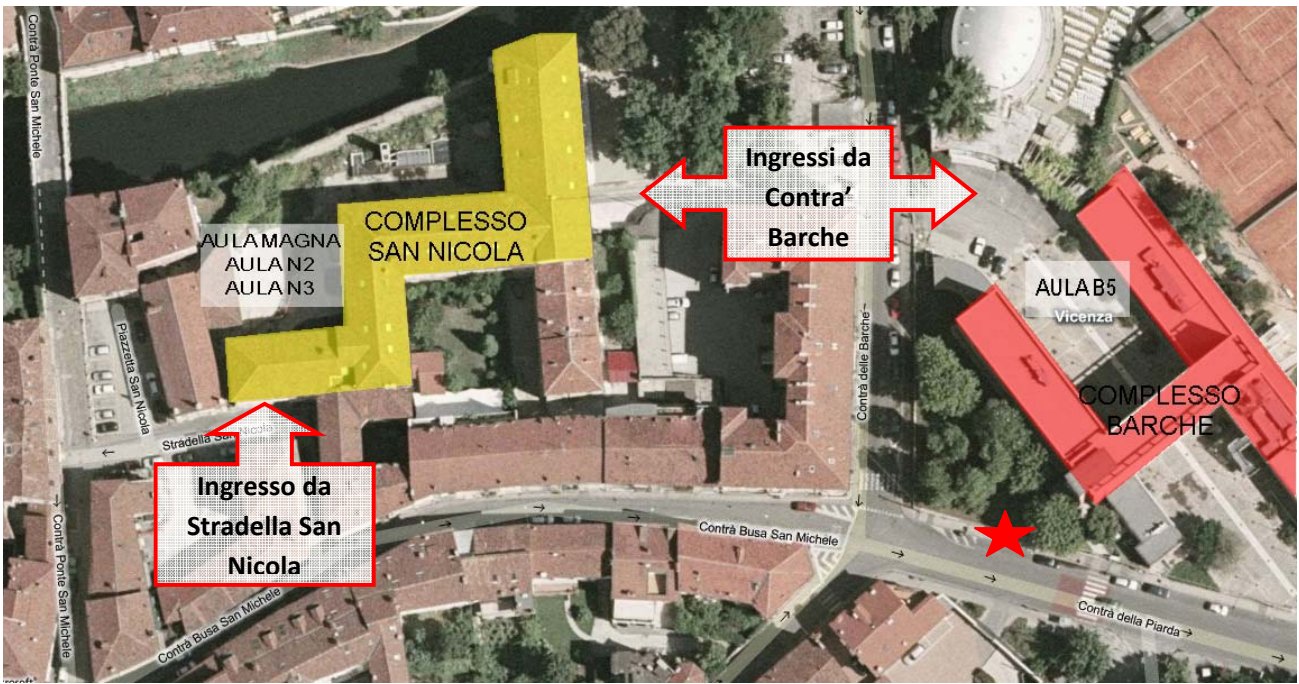 Contrà Ponte San Michele
Ingressi da
Contra’
Barche
COMPLESSO
SAN NICOLA
AULA MAGNA
AULA N2
AULA N3
AULA B5
Vicenza
Piazzetta San Nicola
Contrà delle Barche
COMPLESSO
BARCHE
Stradella San Nicola
Ingresso da
Stradella San
Nicola
Contrà Busa San Michele
Contrà Ponte San Michele
Contrà Busa San Michele
Contrà della Piarda